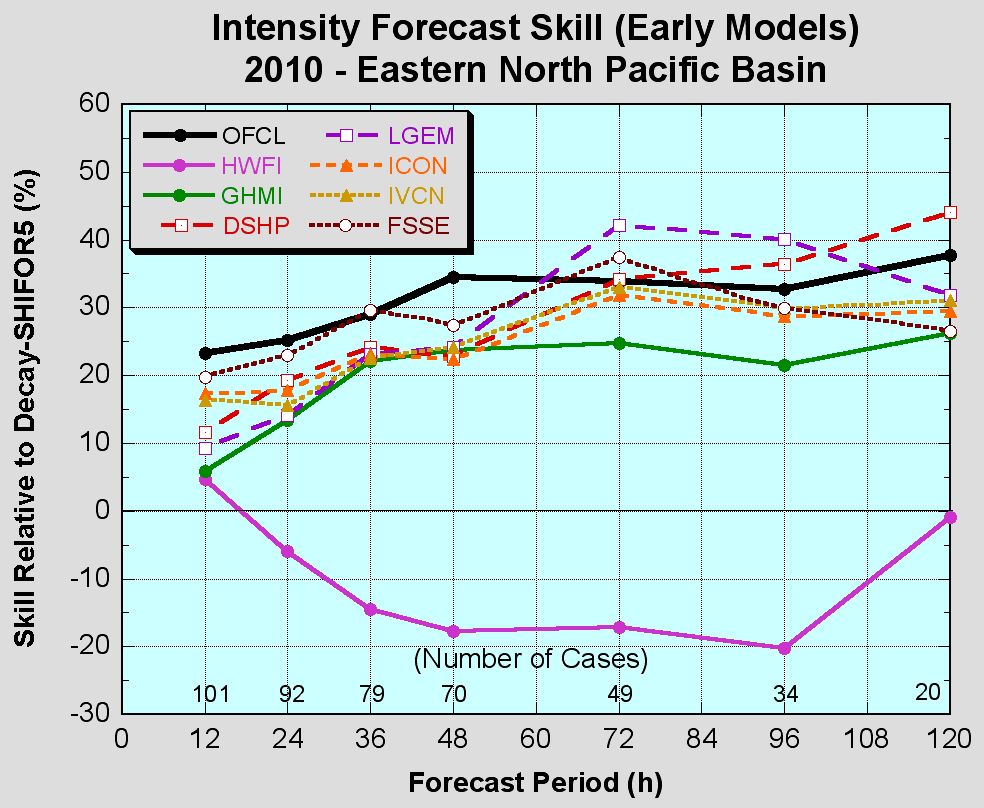 Intensity Forecast Skill (Early Models)
2010 - Eastern North Pacific Basin
Skill Relative to Decay-SHIFOR5 (%)
60
50
40
30
20
10
0
-10
-20
-30
OFCL LGEM
HWFI ICON
GHMI IVCN
DSHP FSSE
(Number of Cases)
101 92 79 70 49 34 20
0 12 24 36 48 60 72 84 96 108 120
Forecast Period (h)